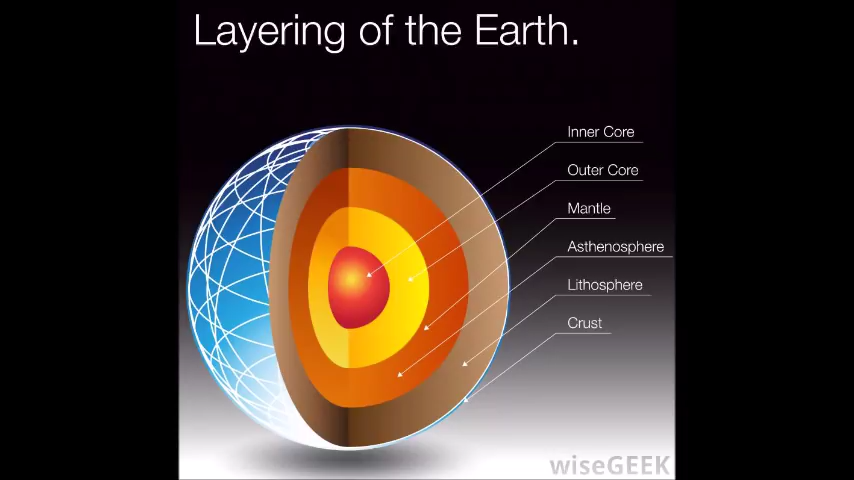 Layering of the Earth.
Inner Core
Outer Core
Mantle
Asthenosphere
Lithosphere
Crust
wiseGEEK